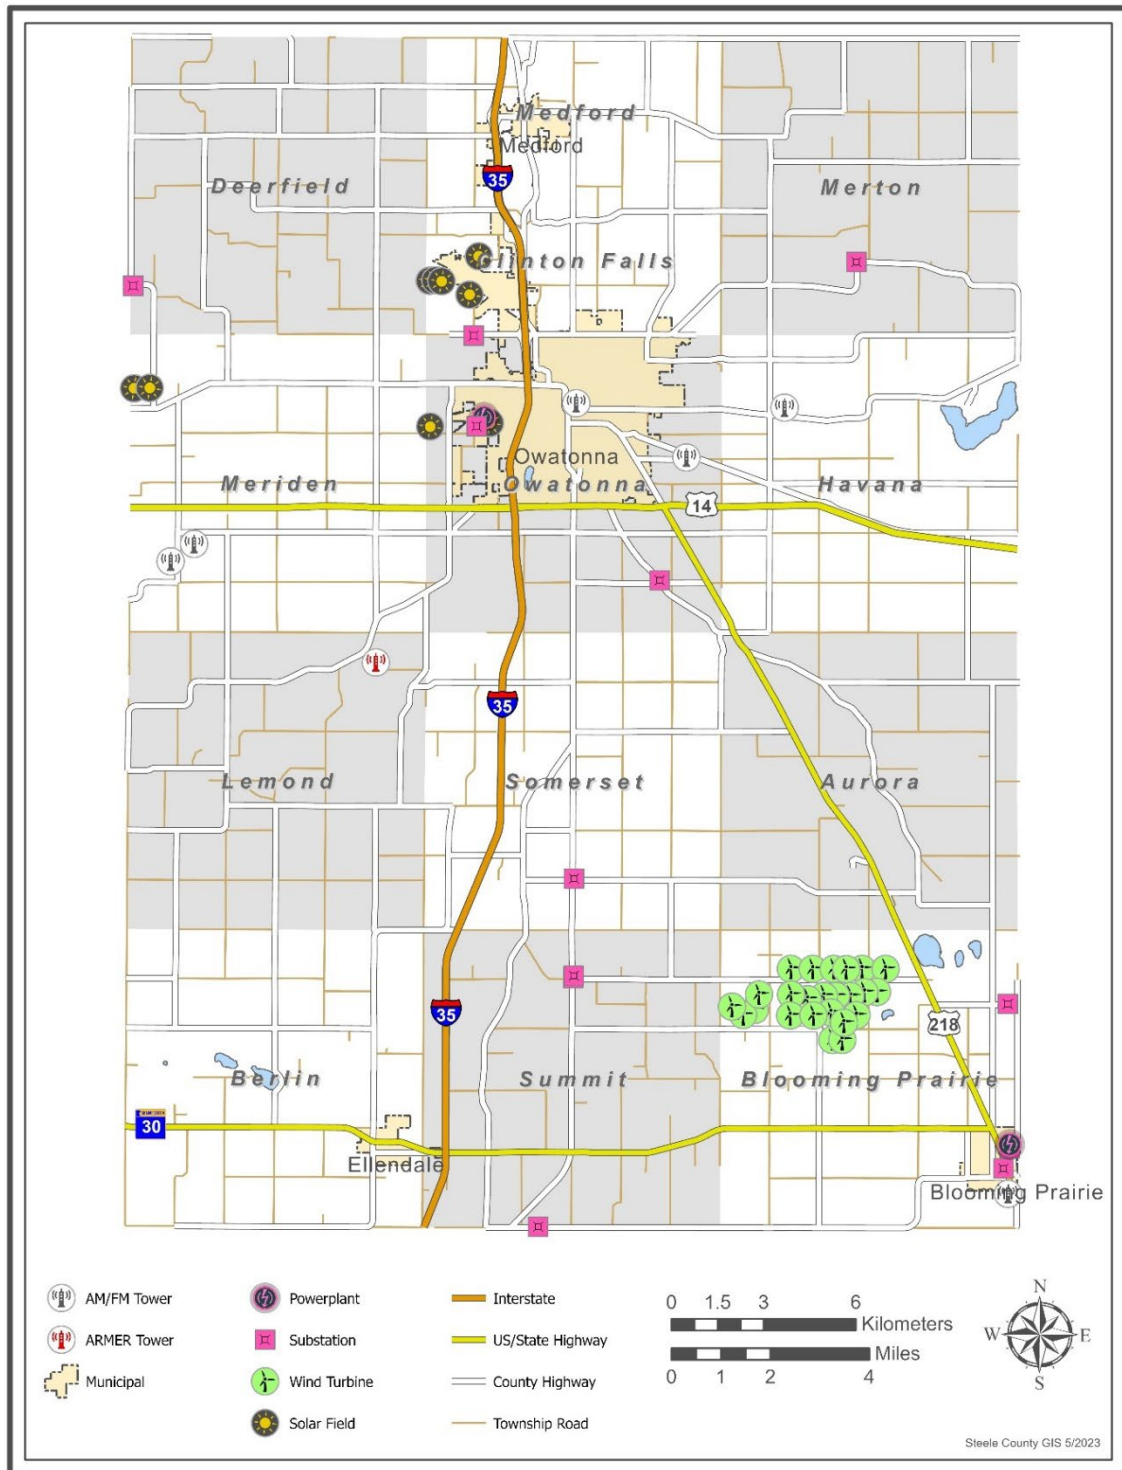 Medford
Medford
35
Deerfield
Merton
Clinton Falls
Owatonna
Meriden
Owatonna
Havana
14
35
Lemond
Somerset
Aurora
35
218
Berlin
Summit
Blooming Prairie
30
Ellendale
Blooming Prairie
AM/FM Tower
Powerplant
Interstate
0 1.5 3 6
Kilometers
N
ARMER Tower
Substation
US/State Highway
Miles
W E
Municipal
Wind Turbine
County Highway
0 1 2 4
S
Solar Field
Township Road
Steele County GIS 5/2023